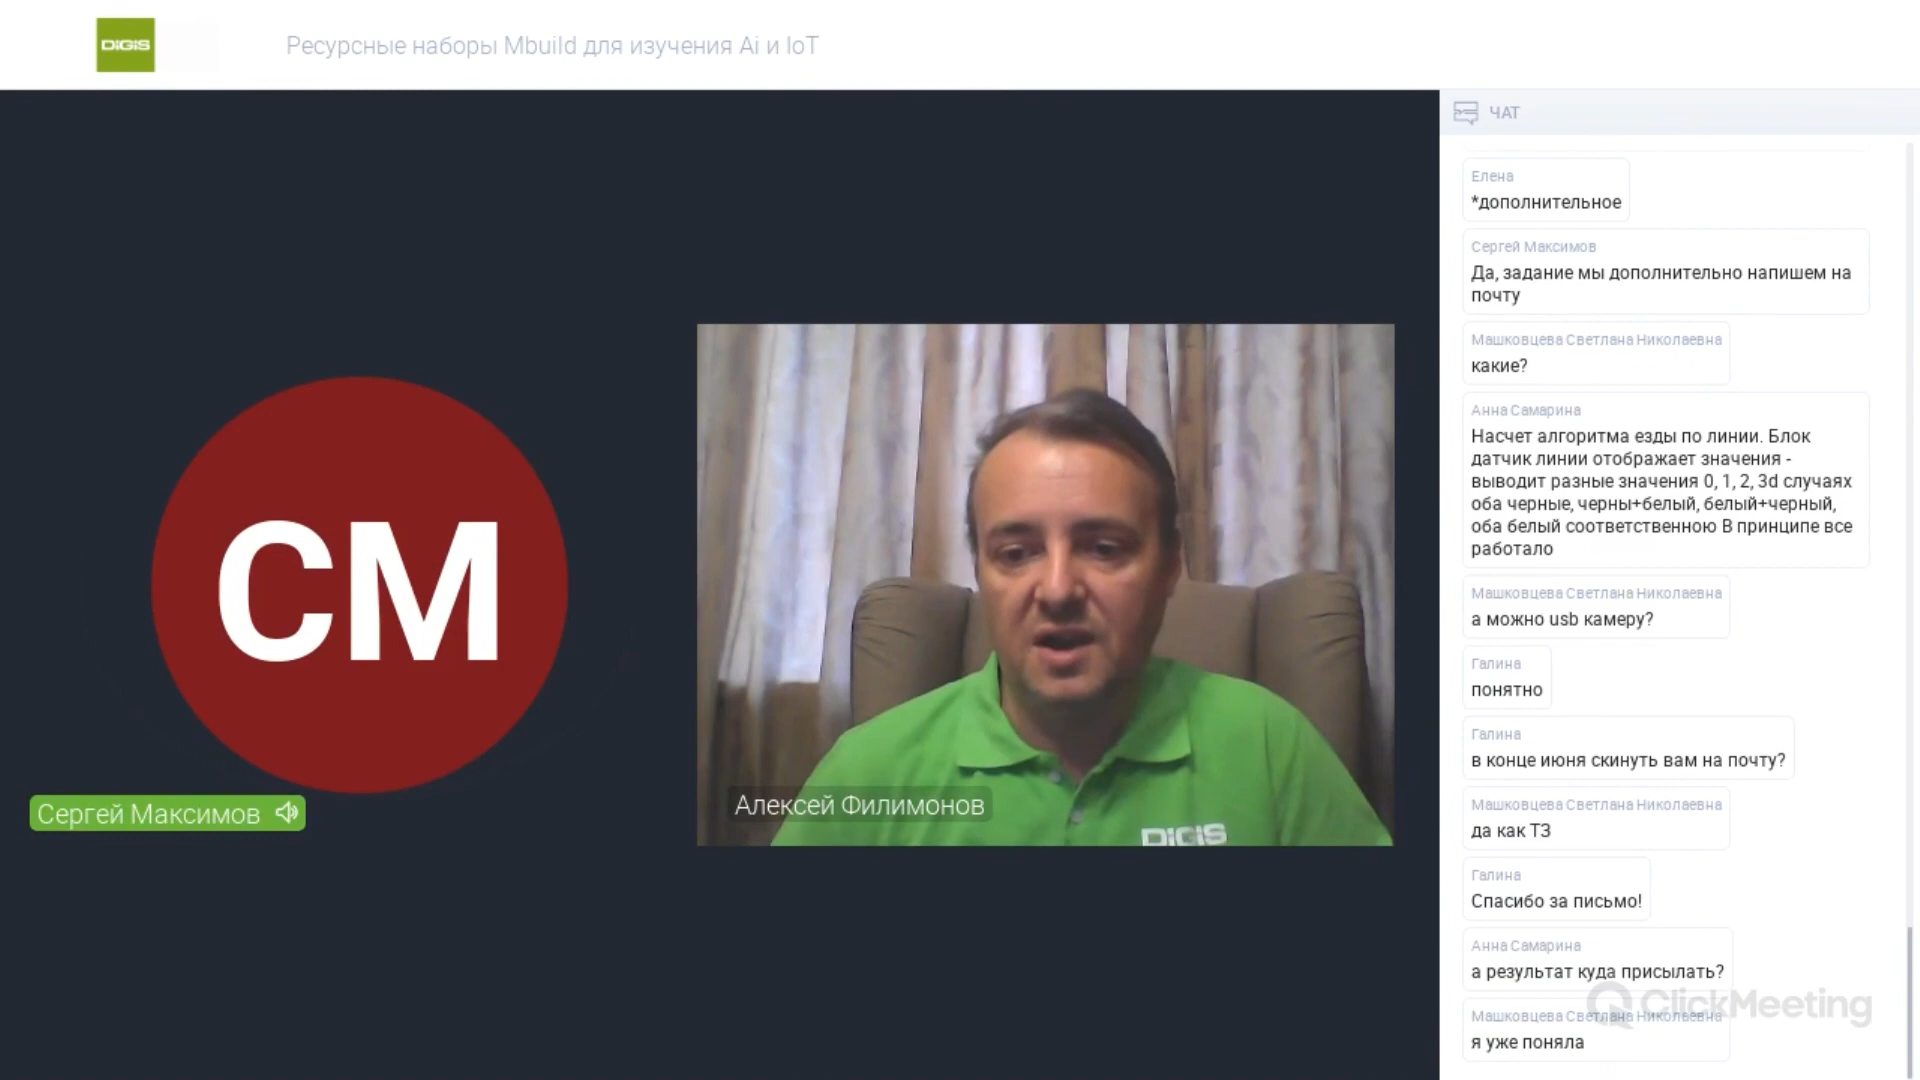 DIGIS
Ресурсные наборы Mbuild для изучения Ai и IoT
СМ
Сергей Максимов
Алексей Филимонов
DIGIS
ЧАТ
Елена
*дополнительное
Сергей Максимов
Да, задание мы дополнительно напишем на
почту
Машковцева Светлана Николаевна
какие?
Анна Самарина
Насчет алгоритма езды по линии. Блок
датчик линии отображает значения -
выводит разные значения 0, 1, 2, 3d случаях
оба черные, черны+белый, белый+черный,
оба белый соответственною В принципе все
работало
Машковцева Светлана Николаевна
а можно usb камеру?
Галина
понятно
Галина
в конце июня скинуть вам на почту?
Машковцева Светлана Николаевна
да как ТЗ
Галина
Спасибо за письмо!
Анна Самарина
а результат куда присылать?
ClickMeeting
Машковцева Светлана Николаевна
я уже поняла